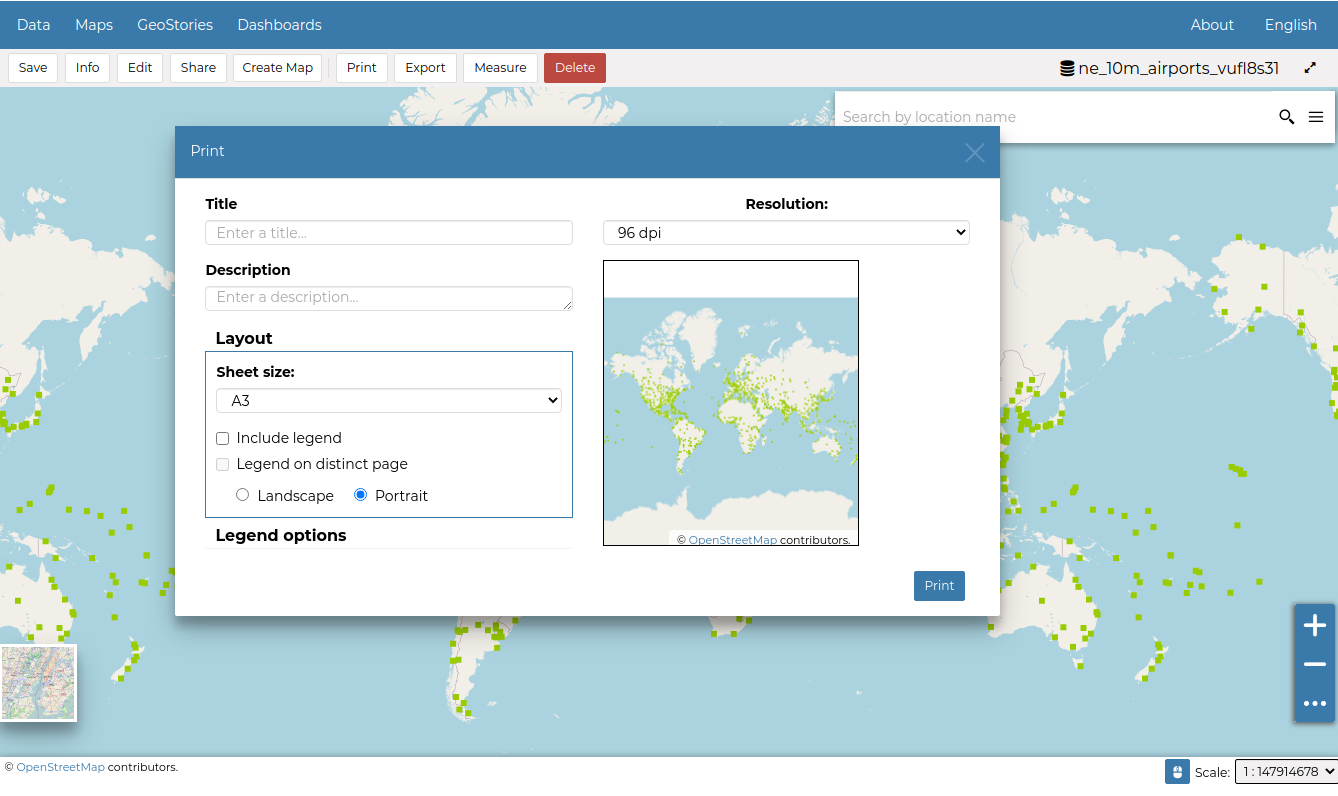 Data Maps GeoStories Dashboards About English
Save Info Edit Share Create Map Print Export Measure Delete ne_10m_airports_vufl8s31
Search by location name
Print
Title Resolution:
Enter a title... 96 dpi
Description
Enter a description...
Layout
Sheet size:
A3
Include legend
Legend on distinct page
Landscape Portrait
Legend options
© OpenStreetMap contributors.
Print
© OpenStreetMap contributors.
Scale: 1 : 147914678